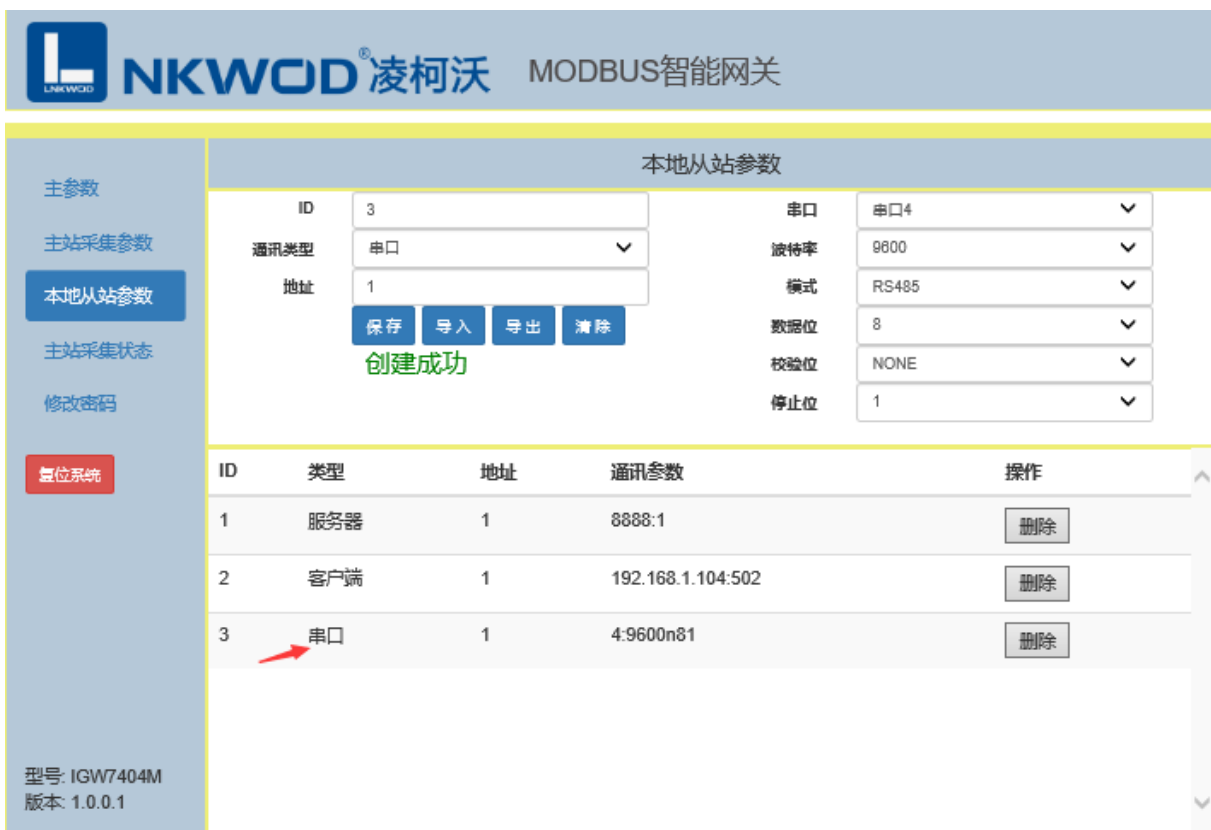 LNKWOD NKWOD®凌柯沃 MODBUS智能网关
主参数
主站采集参数
本地从站参数
主站采集状态
修改密码
复位系统
型号: IGW7404M
版本: 1.0.0.1
本地从站参数
ID 3 串口 串口4
通讯类型 串口 波特率 9600
地址 1 模式 RS485
保存 导入 导出 清除 数据位 8
创建成功 校验位 NONE
停止位 1
ID 类型 地址 通讯参数 操作
1 服务器 1 8888:1 删除
2 客户端 1 192.168.1.104:502 删除
3 串口 1 4:9600n81 删除